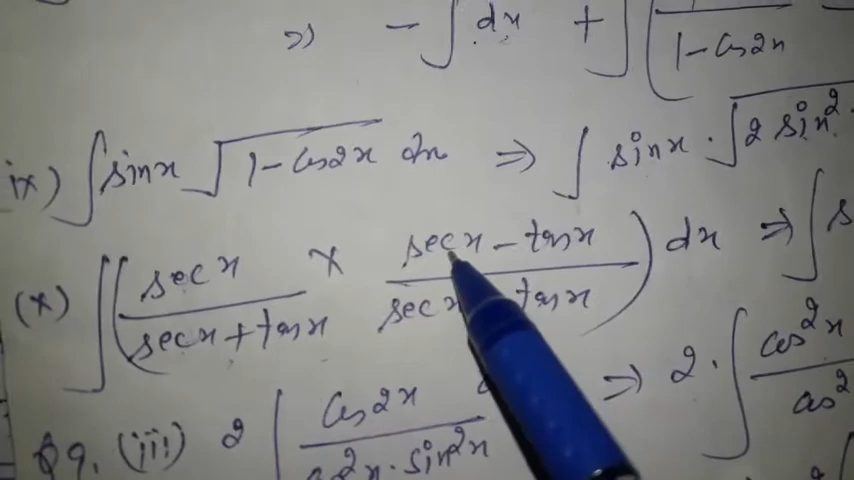 ⇒ - ∫ dx + ∫ ( 1 - cos2x
ix) ∫ sinx √(1 - cos2x) dx ⇒ ∫ sinx · √2 sin²
(x) ∫ ( secx / secx + tanx × secx - tanx / secx tanx ) dx ⇒ ∫ s
Q9. (iii) 2 ∫ cos2x / s²x · sin²x ⇒ 2 · ∫ cos²x / cos²